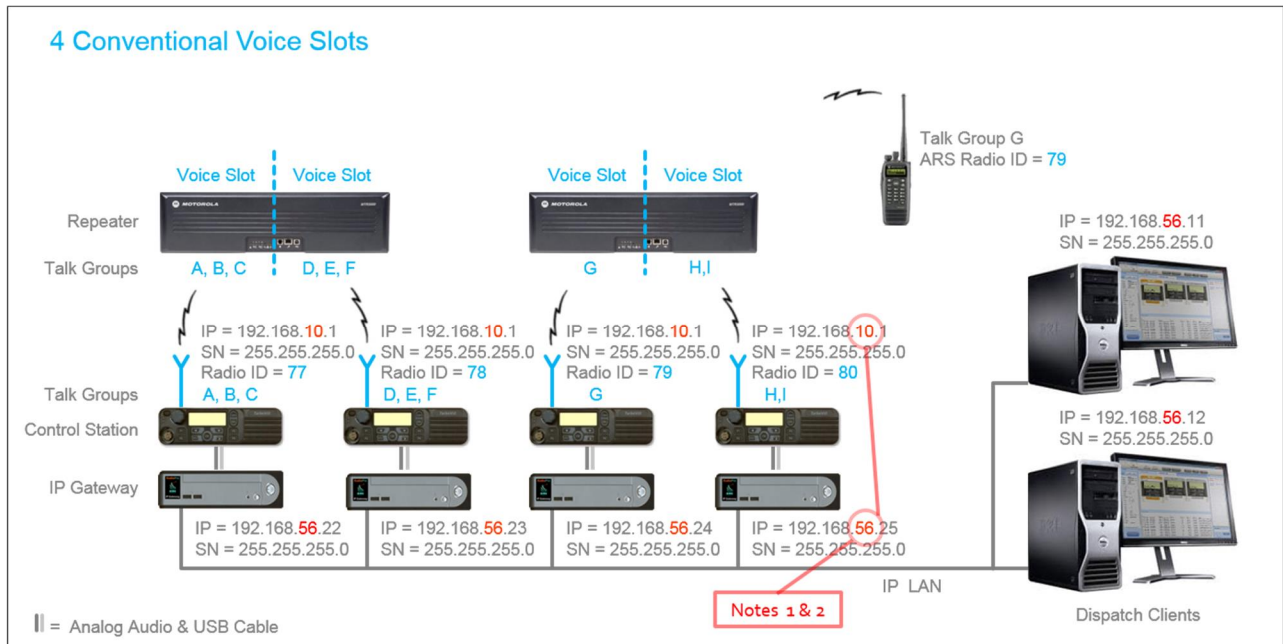 4 Conventional Voice Slots
Talk Group G
ARS Radio ID = 79
Voice Slot Voice Slot Voice Slot Voice Slot
Repeater
MOTOROLA
MOTOROLA
IP = 192.168.56.11
SN = 255.255.255.0
Talk Groups A, B, C D, E, F G H,I
IP = 192.168.10.1 IP = 192.168.10.1 IP = 192.168.10.1 IP = 192.168.10.1
SN = 255.255.255.0 SN = 255.255.255.0 SN = 255.255.255.0 SN = 255.255.255.0
Radio ID = 77 Radio ID = 78 Radio ID = 79 Radio ID = 80
Talk Groups A, B, C D, E, F G H,I
Control Station
IP = 192.168.56.12
SN = 255.255.255.0
IP Gateway
IP = 192.168.56.22 IP = 192.168.56.23 IP = 192.168.56.24 IP = 192.168.56.25
SN = 255.255.255.0 SN = 255.255.255.0 SN = 255.255.255.0 SN = 255.255.255.0
IP LAN
Notes 1 & 2
Dispatch Clients
= Analog Audio & USB Cable